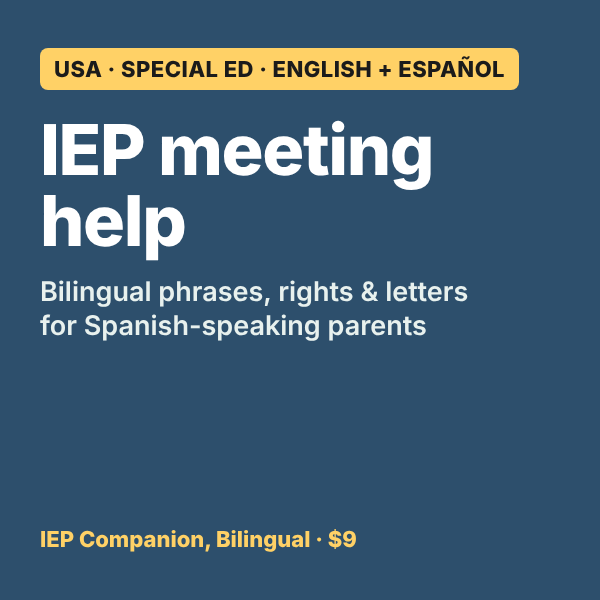 USA · SPECIAL ED · ENGLISH + ESPAÑOL
IEP meeting
help
Bilingual phrases, rights & letters
for Spanish-speaking parents
IEP Companion, Bilingual · $9